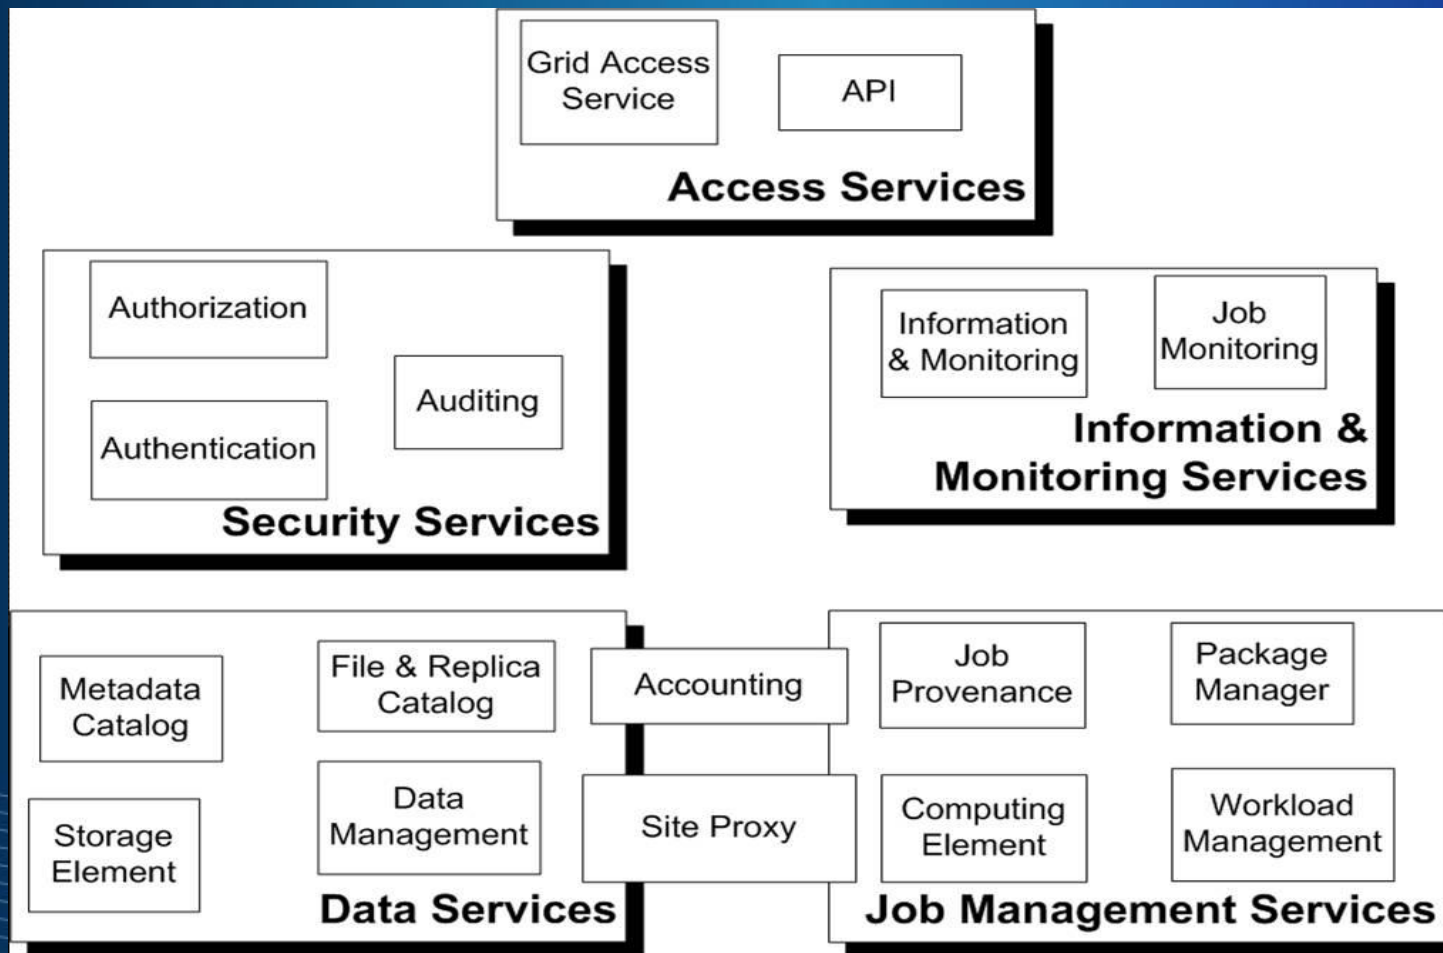 Grid Access
Service
API
Access Services
Authorization
Auditing
Authentication
Security Services
Information
& Monitoring
Job
Monitoring
Information &
Monitoring Services
Metadata
Catalog
File & Replica
Catalog
Storage
Element
Data
Management
Data Services
Accounting
Site Proxy
Job
Provenance
Package
Manager
Computing
Element
Workload
Management
Job Management Services